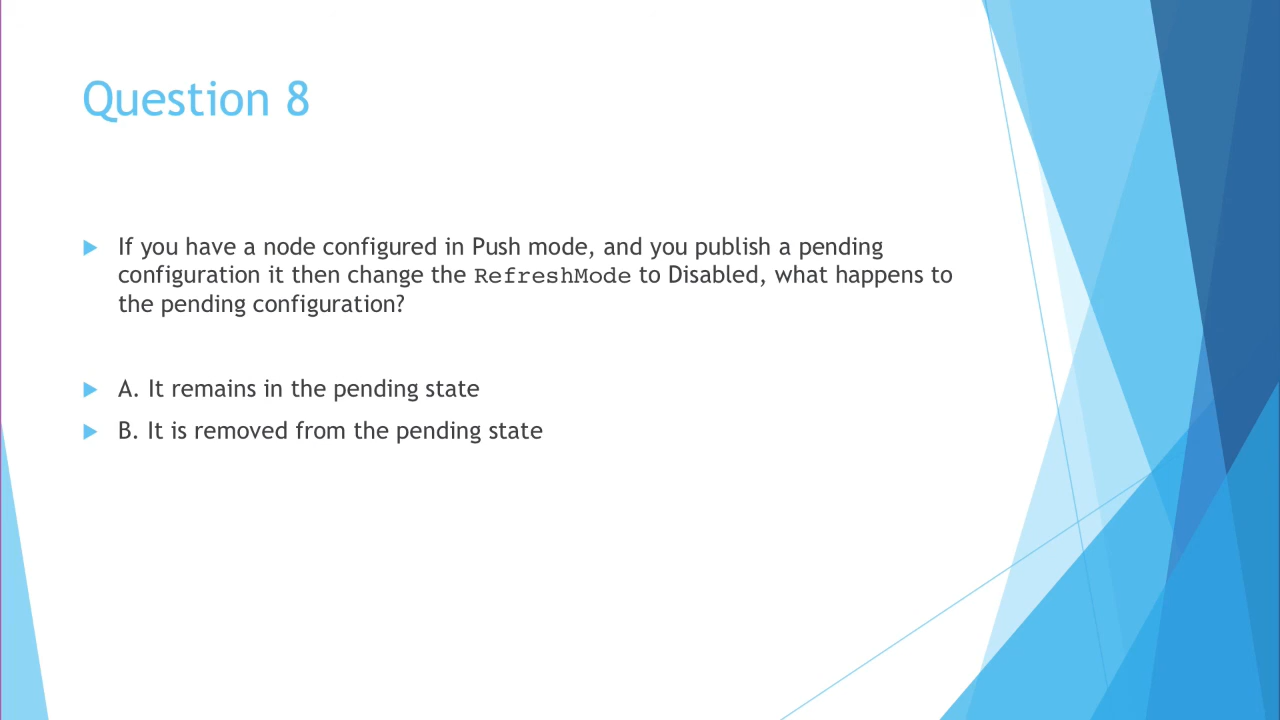 Question 8
If you have a node configured in Push mode, and you publish a pending
configuration it then change the RefreshMode to Disabled, what happens to
the pending configuration?
A. It remains in the pending state
B. It is removed from the pending state